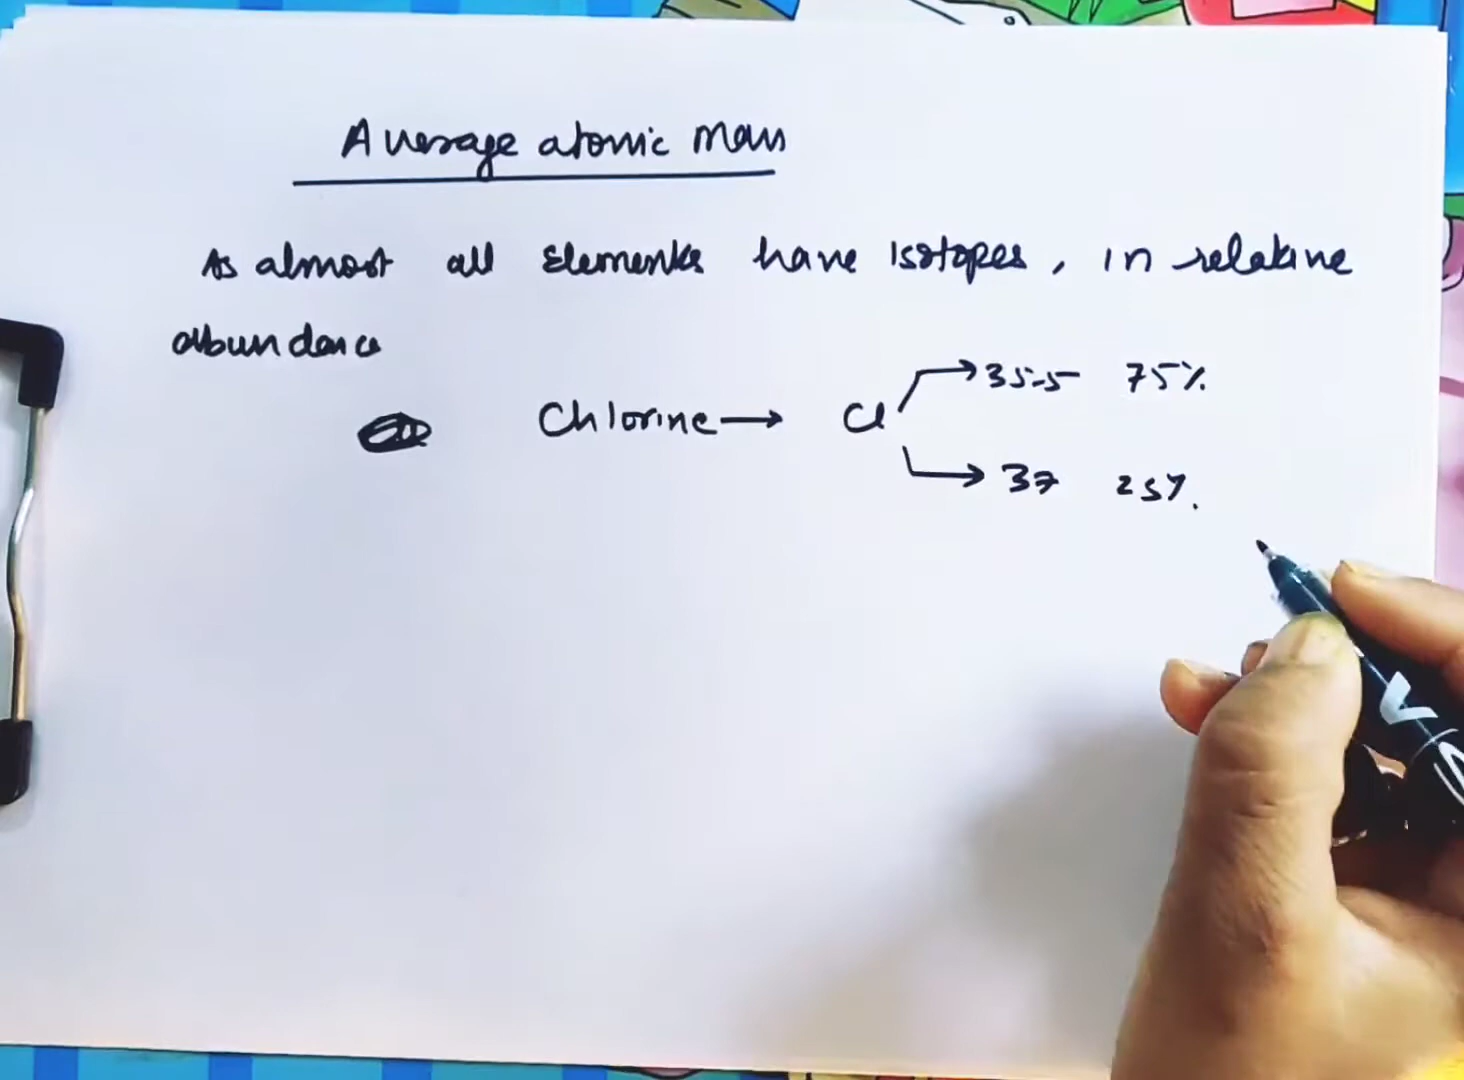 Average atomic Mass
As almost all Elements have Isotopes, in relative
abundance
Chlorine → Cl
→ 35.5 75%
→ 37 25%.